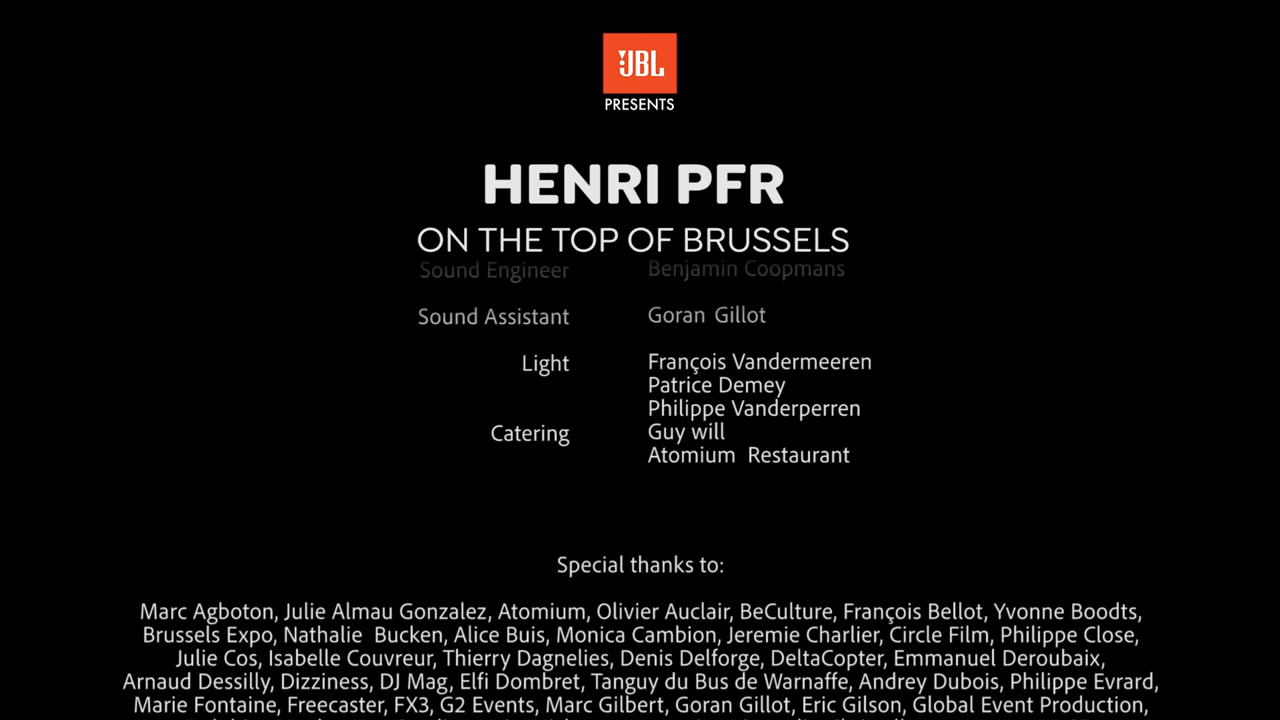 JBL
PRESENTS
HENRI PFR
ON THE TOP OF BRUSSELS
Sound Engineer Benjamin Coopmans
Sound Assistant Goran Gillot
Light François Vandermeeren
Patrice Demey
Philippe Vanderperren
Catering Guy will
Atomium Restaurant
Special thanks to:
Marc Agboton, Julie Almau Gonzalez, Atomium, Olivier Auclair, BeCulture, François Bellot, Yvonne Boodts,
Brussels Expo, Nathalie Bucken, Alice Buis, Monica Cambion, Jeremie Charlier, Circle Film, Philippe Close,
Julie Cos, Isabelle Couvreur, Thierry Dagnelies, Denis Delforge, DeltaCopter, Emmanuel Deroubaix,
Arnaud Dessilly, Dizziness, DJ Mag, Elfi Dombret, Tanguy du Bus de Warnaffe, Andrey Dubois, Philippe Evrard,
Marie Fontaine, Freecaster, FX3, G2 Events, Marc Gilbert, Goran Gillot, Eric Gilson, Global Event Production,